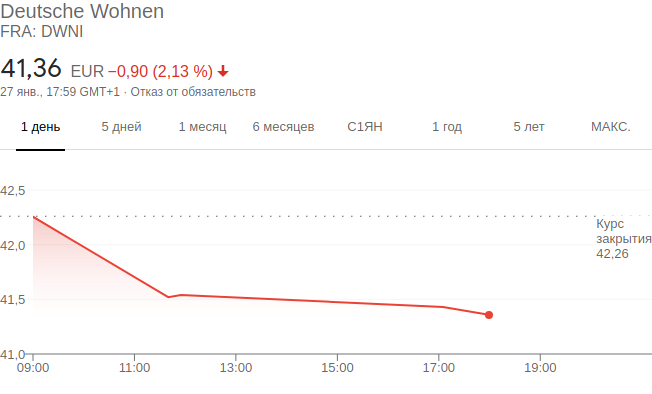 Deutsche Wohnen
FRA: DWNI
41,36 EUR −0,90 (2,13 %)
27 янв., 17:59 GMT+1 · Отказ от обязательств
1 день 5 дней 1 месяц 6 месяцев С1ЯН 1 год 5 лет МАКС.
42,5
Курс
закрытия
42,26
42,0
41,5
41,0
09:00 11:00 13:00 15:00 17:00 19:00